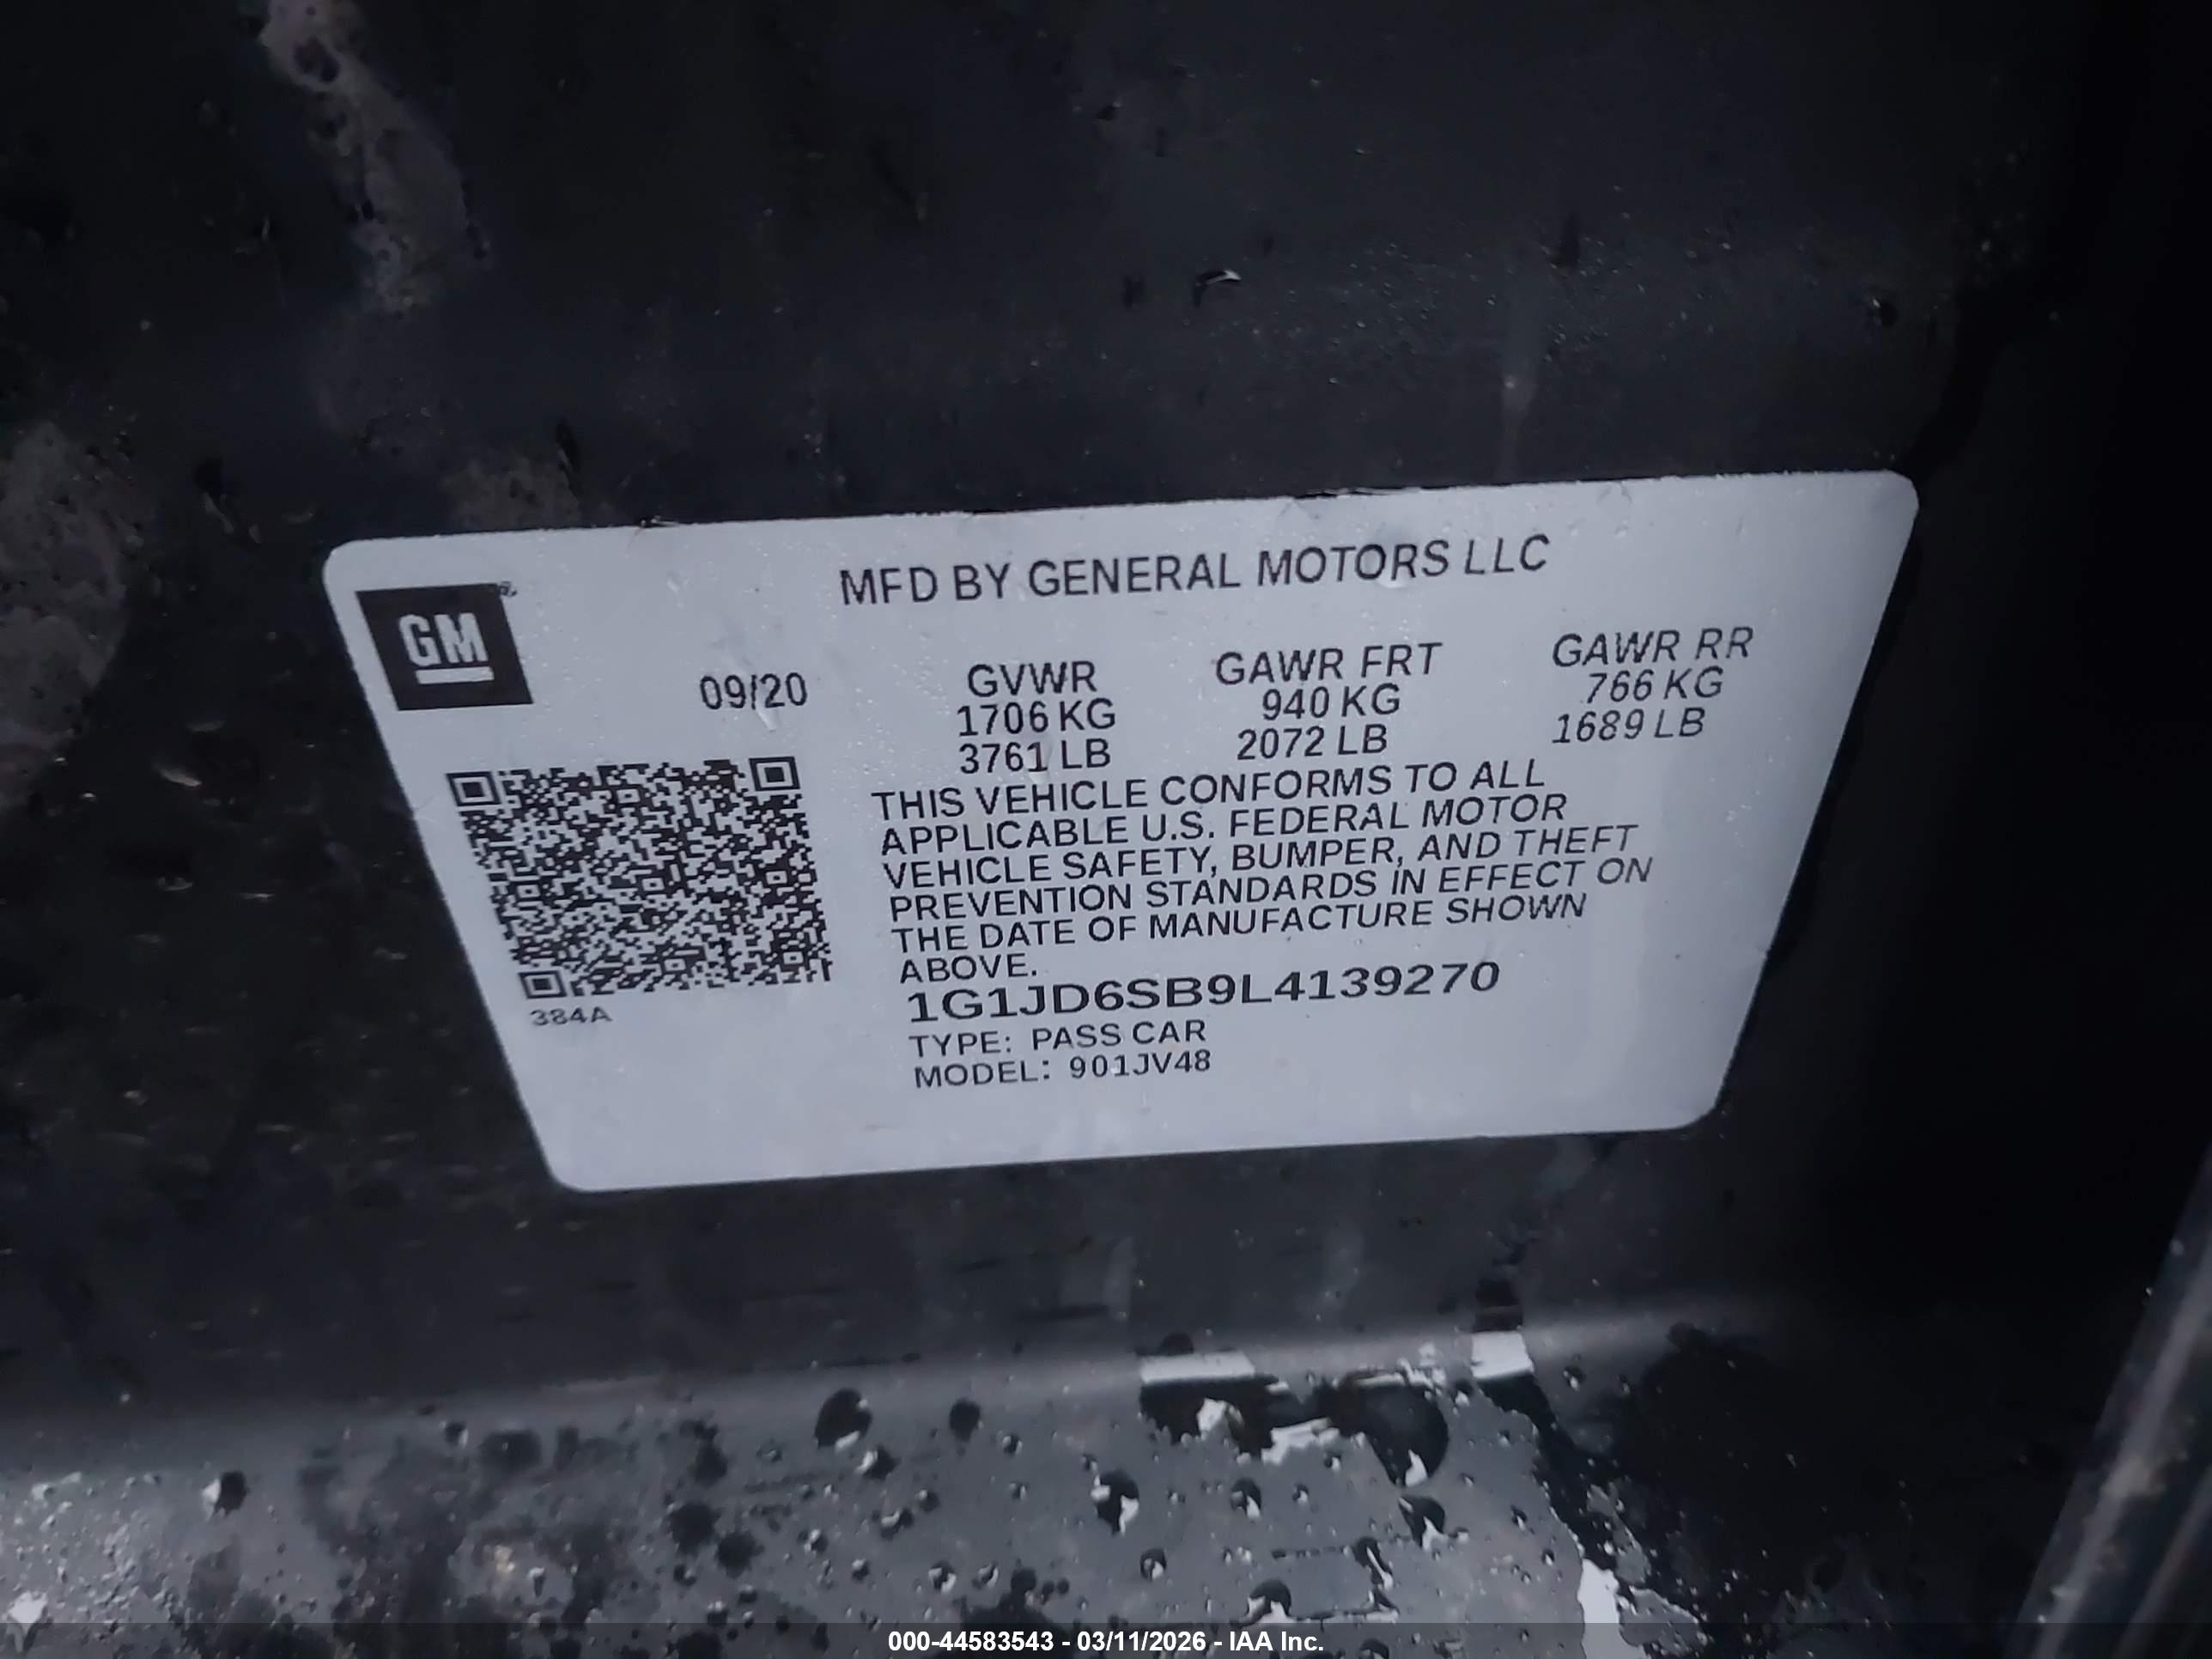 MFD BY GENERAL MOTORS LLC
GM
09/20
GVWR GAWR FRT GAWR RR
1706 KG 940 KG 766 KG
3761 LB 2072 LB 1689 LB
THIS VEHICLE CONFORMS TO ALL
APPLICABLE U.S. FEDERAL MOTOR
VEHICLE SAFETY, BUMPER, AND THEFT
PREVENTION STANDARDS IN EFFECT ON
THE DATE OF MANUFACTURE SHOWN
ABOVE.
1G1JD6SB9L4139270
384A
TYPE: PASS CAR
MODEL: 901JV48
000-44583543 - 03/11/2026 - IAA Inc.